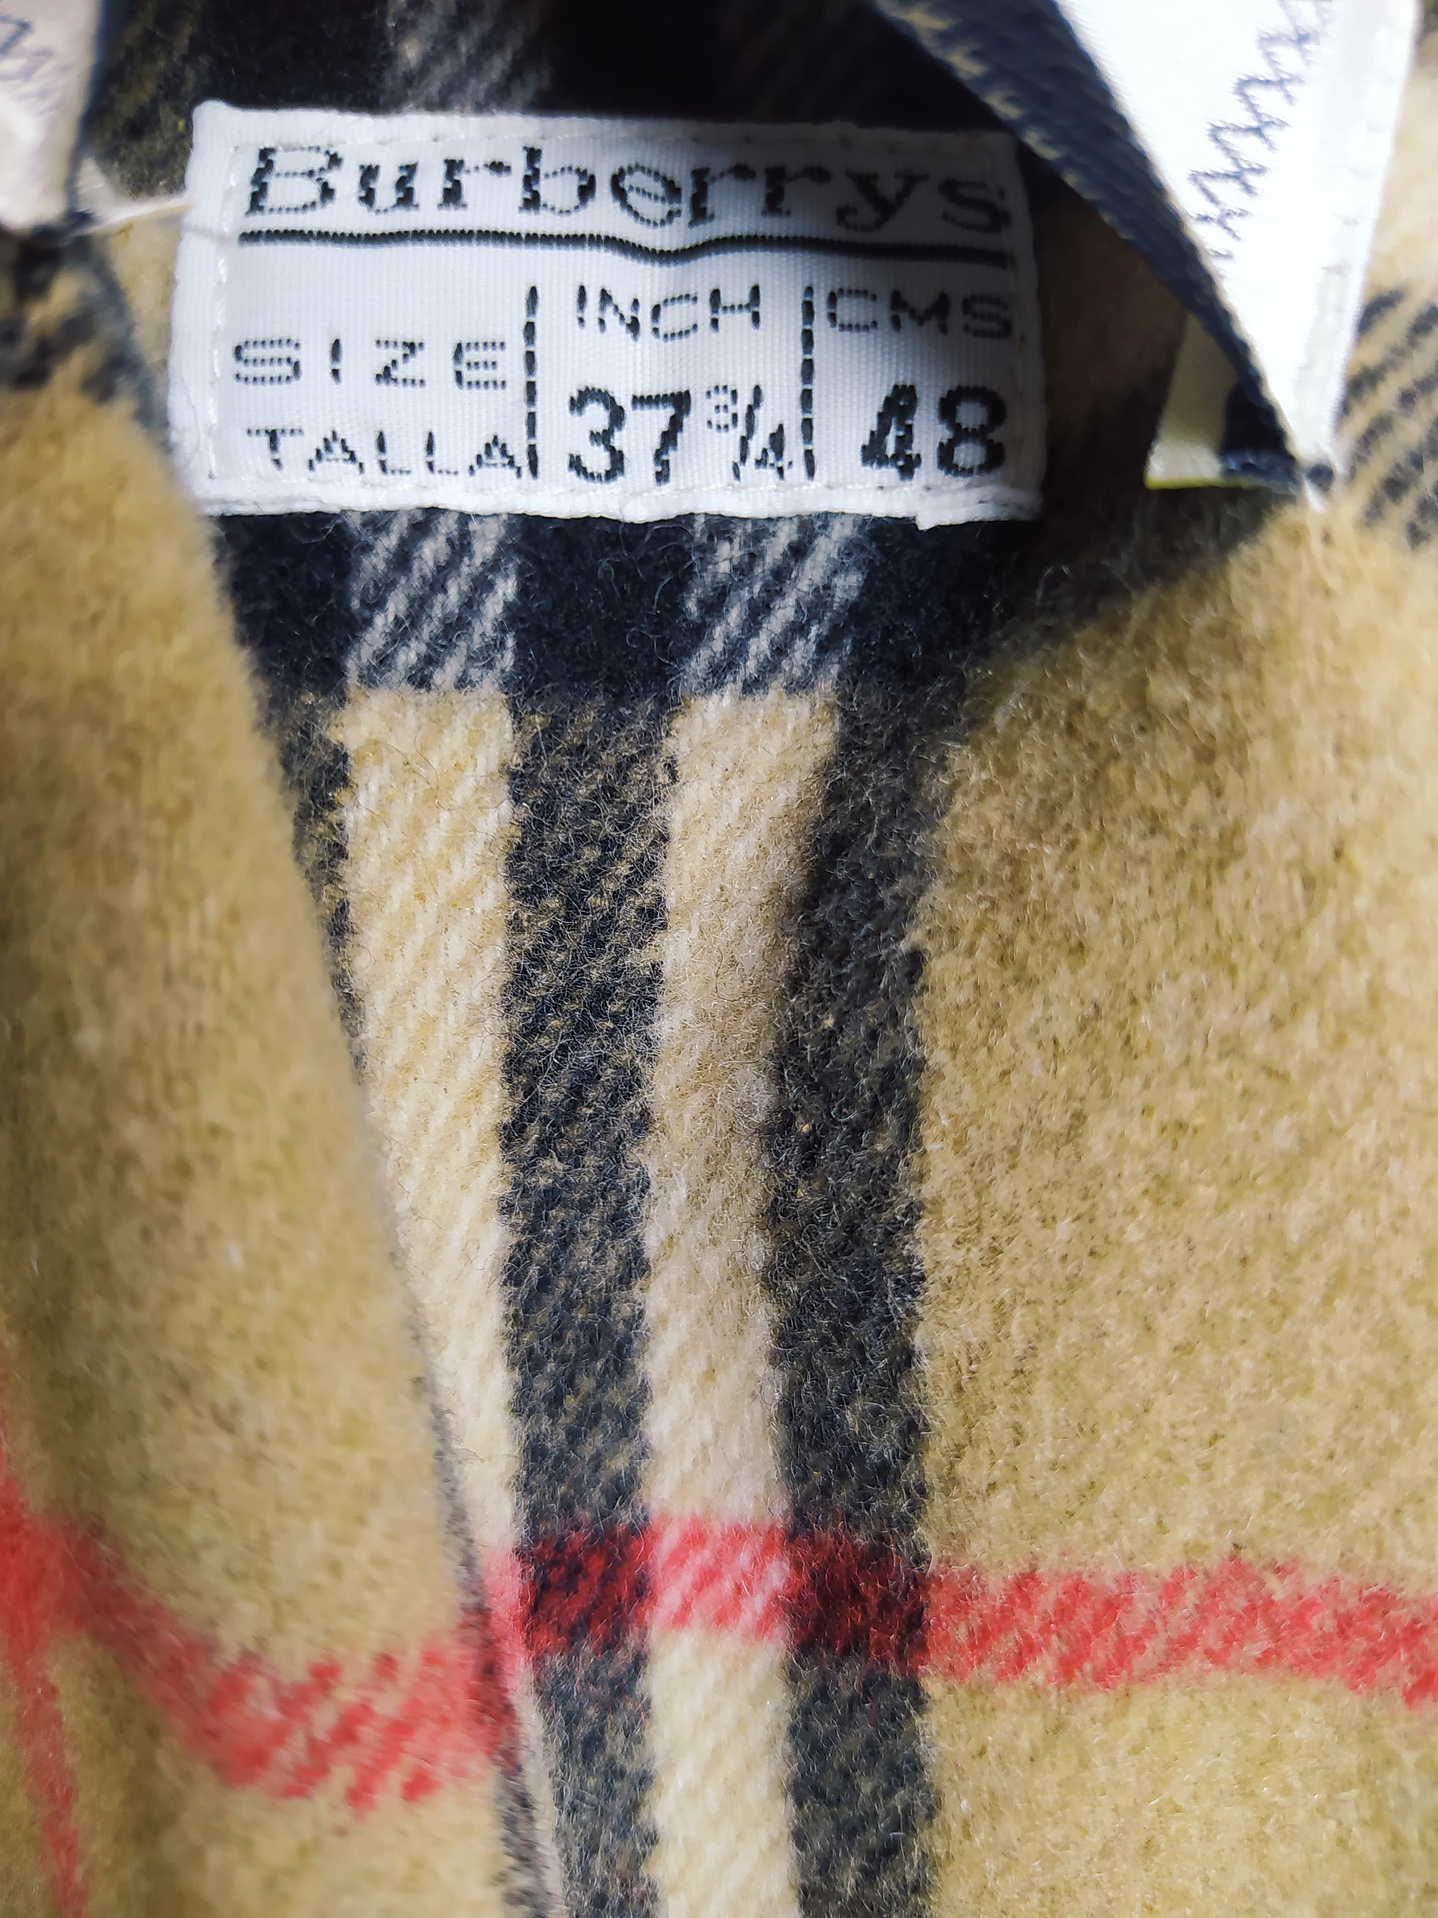 Burberrys
SIZE INCH CMS
TALLA 37¾ 48